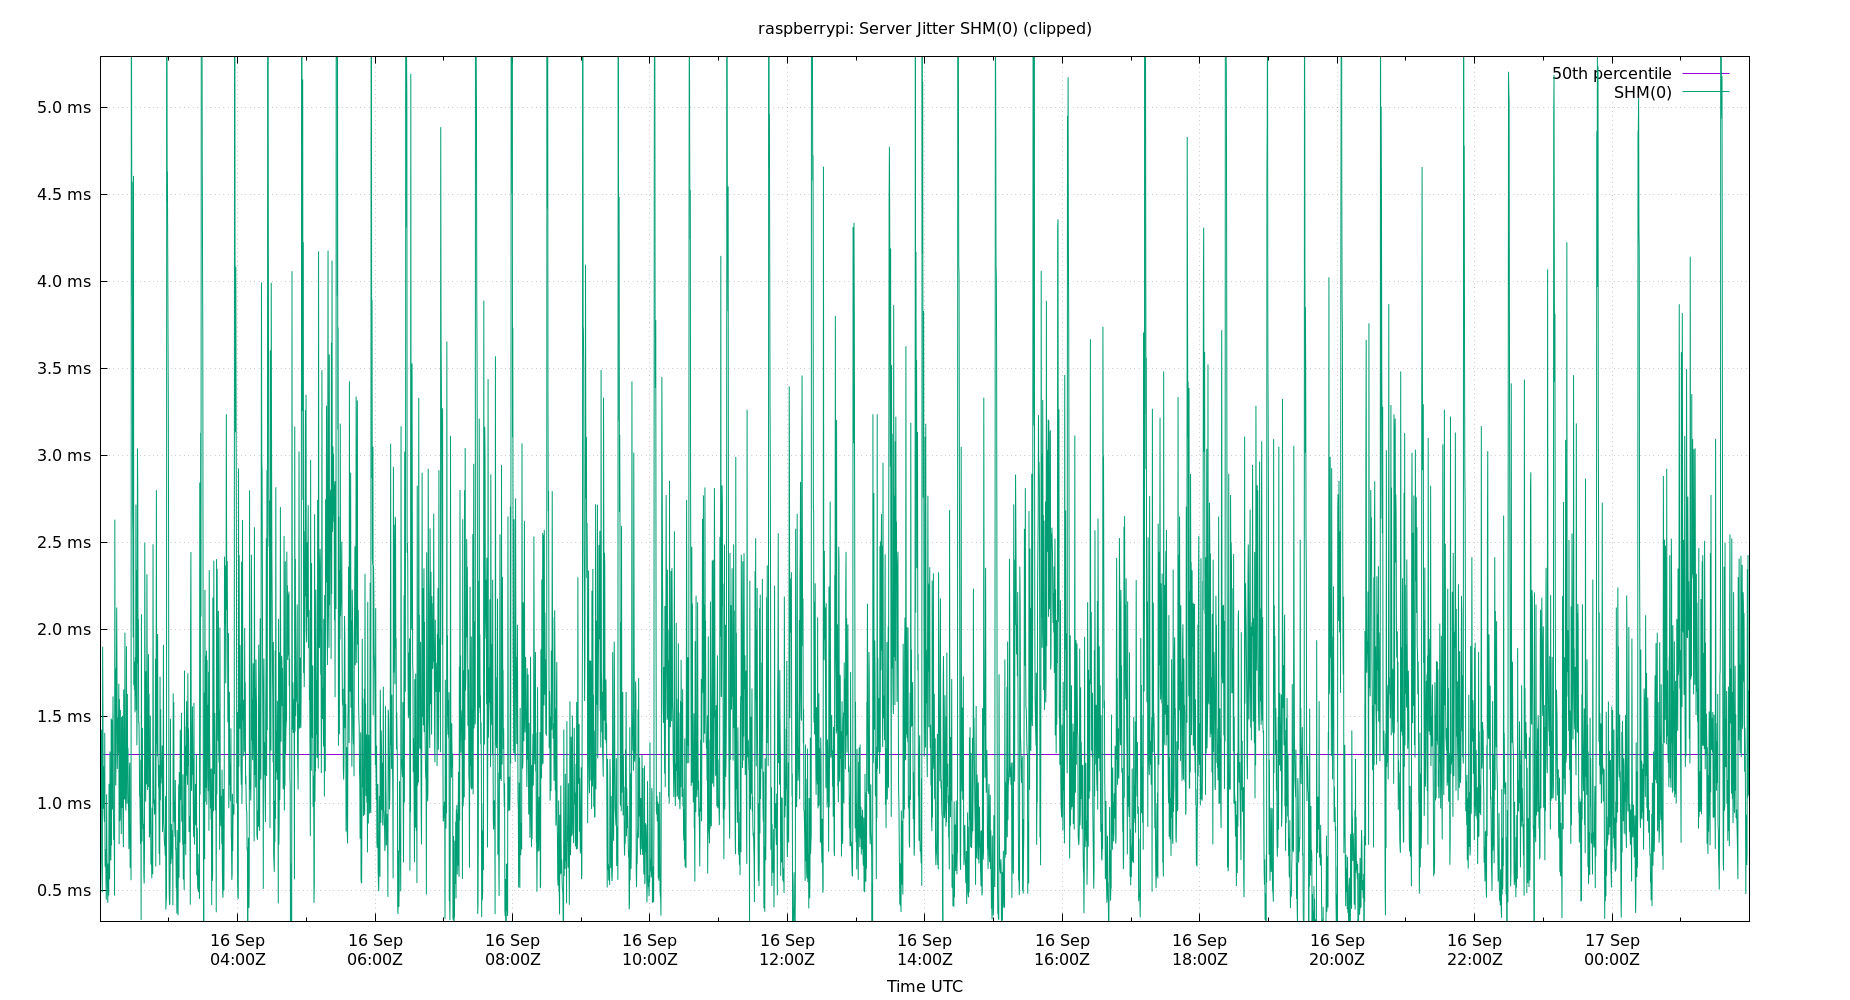 raspberrypi: Server Jitter SHM(0) (clipped)
50th percentile
SHM(0)
5.0 ms
4.5 ms
4.0 ms
3.5 ms
3.0 ms
2.5 ms
2.0 ms
1.5 ms
1.0 ms
0.5 ms
16 Sep 16 Sep 16 Sep 16 Sep 16 Sep 16 Sep 16 Sep 16 Sep 16 Sep 16 Sep 17 Sep
04:00Z 06:00Z 08:00Z 10:00Z 12:00Z 14:00Z 16:00Z 18:00Z 20:00Z 22:00Z 00:00Z
Time UTC